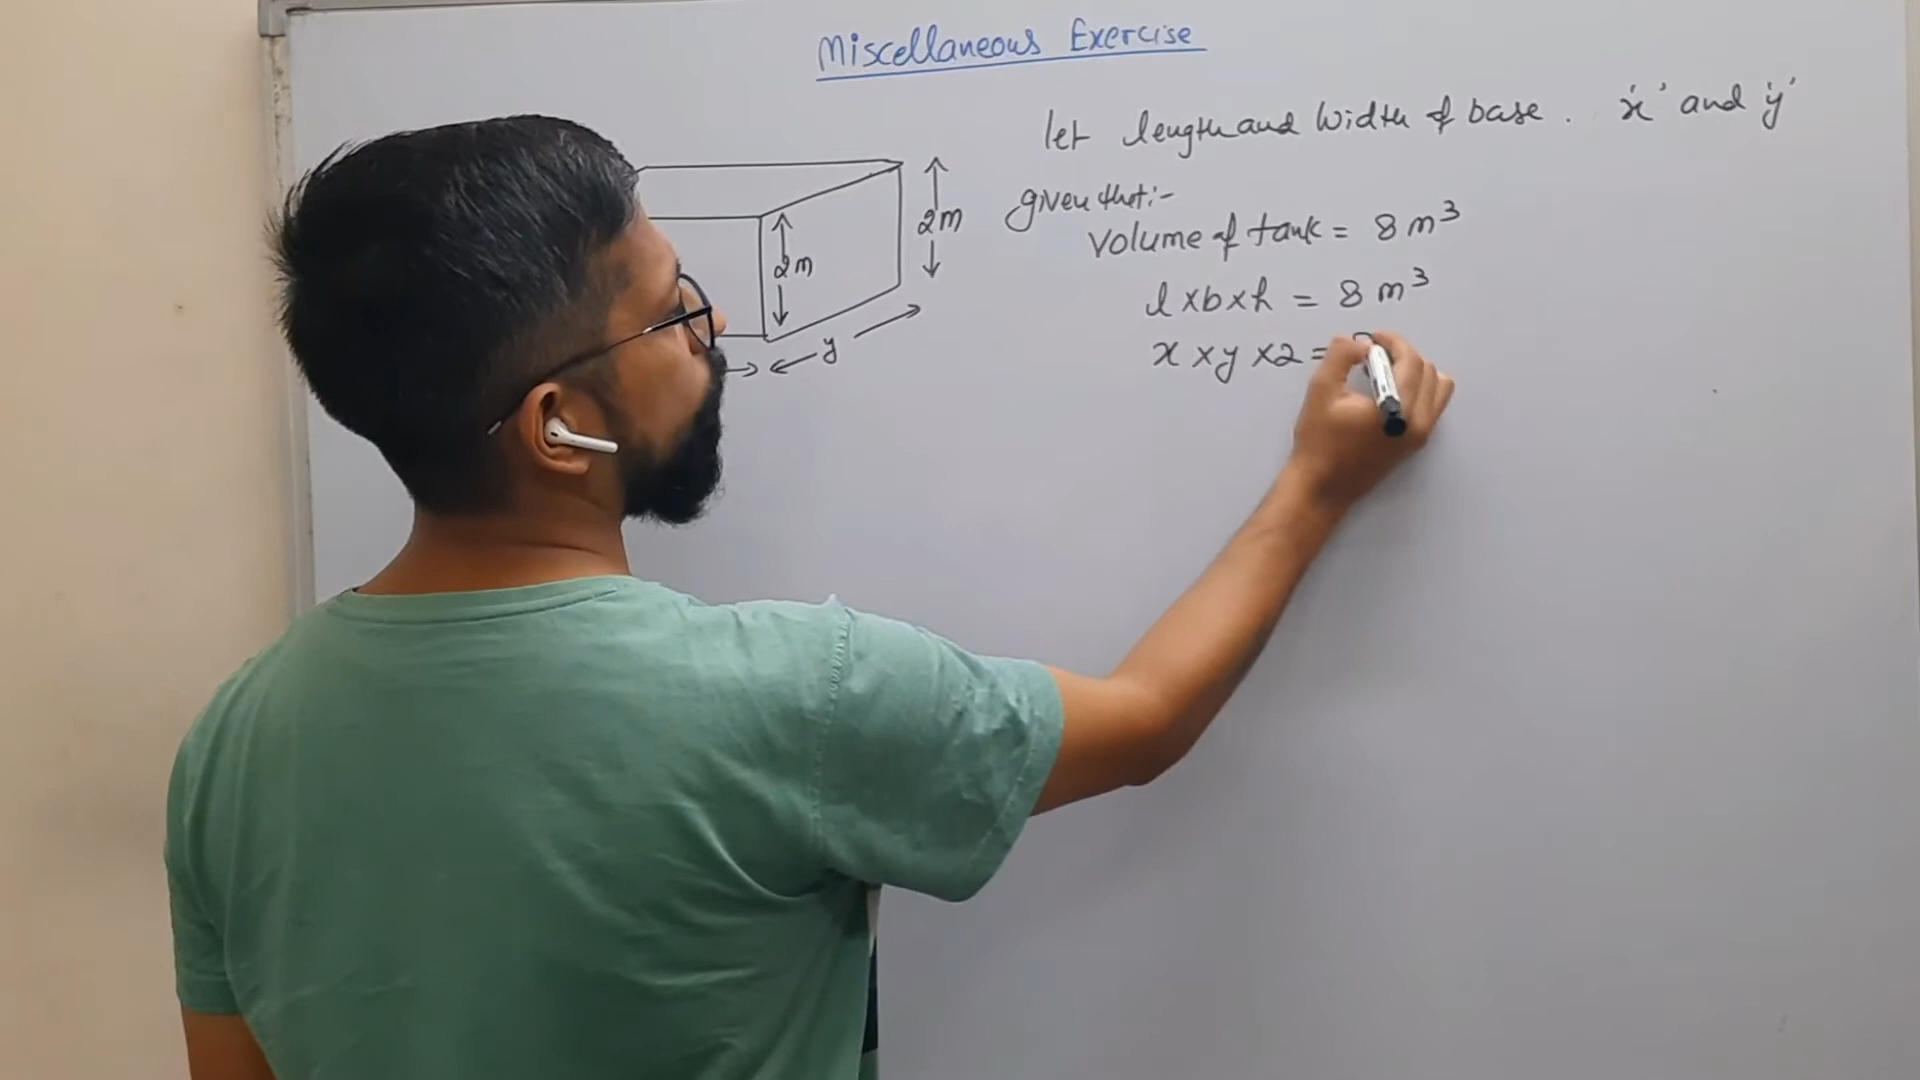 Miscellaneous Exercise
let length and width of base . 'x' and 'y'
given that:-
Volume of tank = 8 m³
l x b x h = 8 m³
x x y x 2 =
2m
2m
y